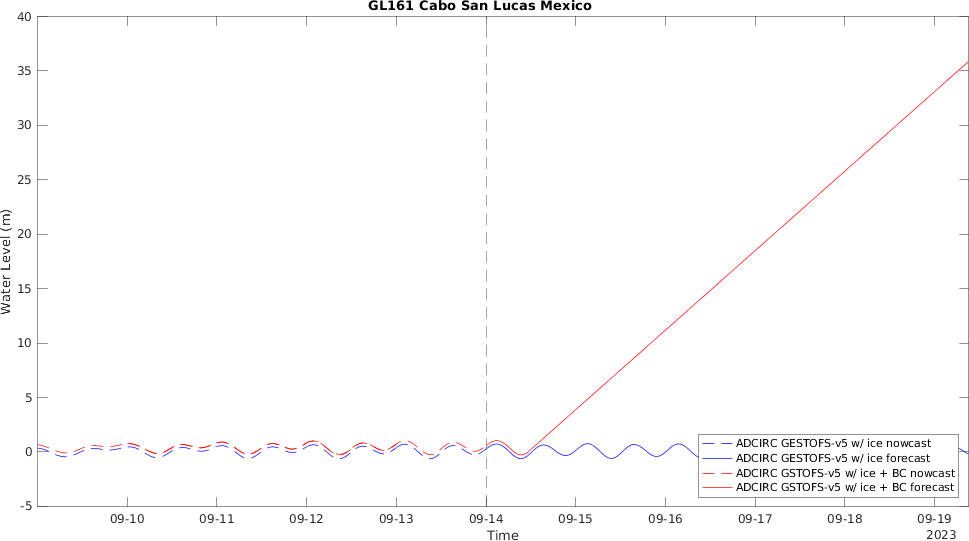 GL161 Cabo San Lucas Mexico
40
35
30
25
20
15
10
5
0
-5
Water Level (m)
09-10 09-11 09-12 09-13 09-14 09-15 09-16 09-17 09-18 09-19
2023
Time
ADCIRC GESTOFS-v5 w/ ice nowcast
ADCIRC GESTOFS-v5 w/ ice forecast
ADCIRC GSTOFS-v5 w/ ice + BC nowcast
ADCIRC GSTOFS-v5 w/ ice + BC forecast